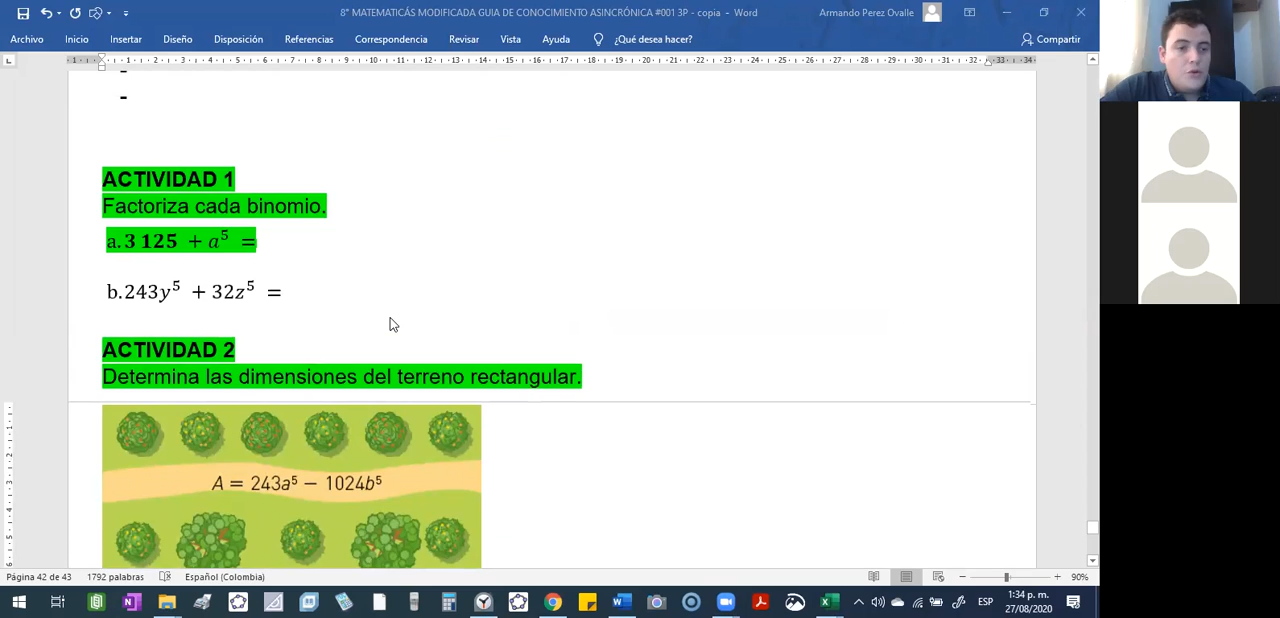 8° MATEMATICÁS MODIFICADA GUIA DE CONOCIMIENTO ASINCRÓNICA #001 3P - copia - Word
Armando Perez Ovalle
Archivo Inicio Insertar Diseño Disposición Referencias Correspondencia Revisar Vista Ayuda ¿Qué desea hacer? Compartir
-
-
ACTIVIDAD 1
Factoriza cada binomio.
a. 3 125 + a⁵ =
b. 243y⁵ + 32z⁵ =
ACTIVIDAD 2
Determina las dimensiones del terreno rectangular.
A = 243a⁵ − 1024b⁵
Página 42 de 43 1792 palabras Español (Colombia) 90%
ESP
1:34 p. m.
27/08/2020